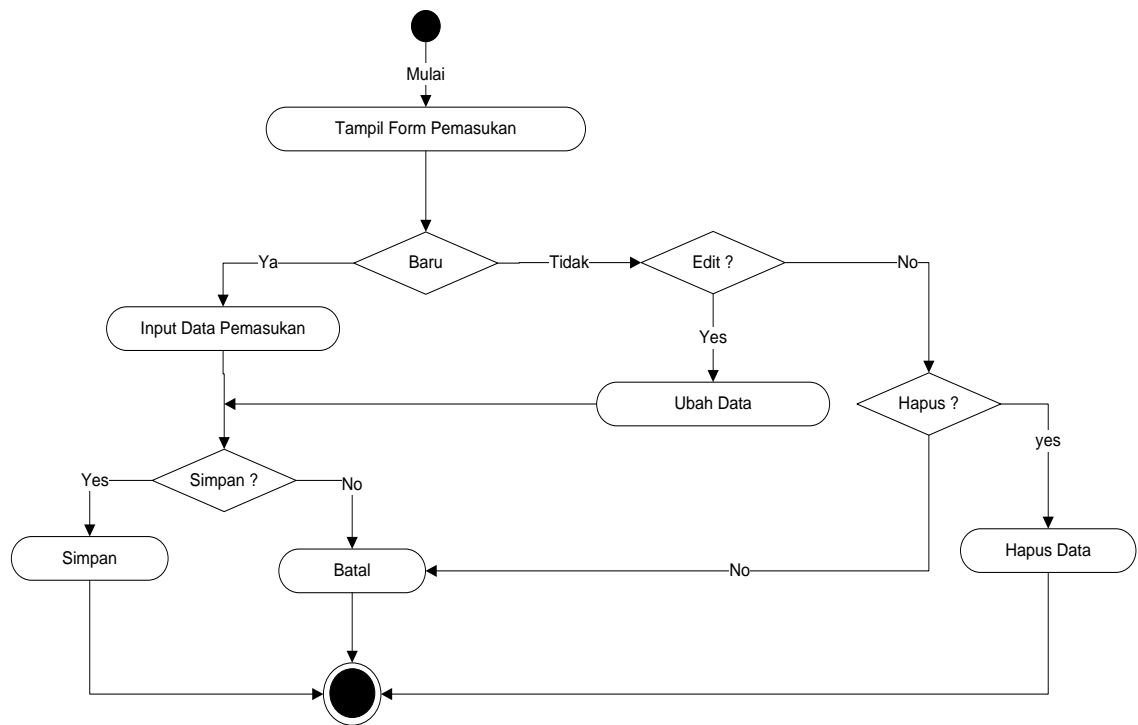 Mulai
Tampil Form Pemasukan
Ya
Baru
Tidak
Edit ?
No
Input Data Pemasukan
Yes
Ubah Data
Hapus ?
yes
Yes
Simpan ?
No
Simpan
Batal
No
Hapus Data